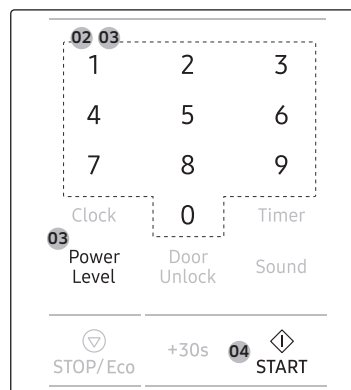 02 03
1 2 3
4 5 6
7 8 9
Clock 0 Timer
03
Power Level Door Unlock Sound
STOP/Eco +30s 04 START